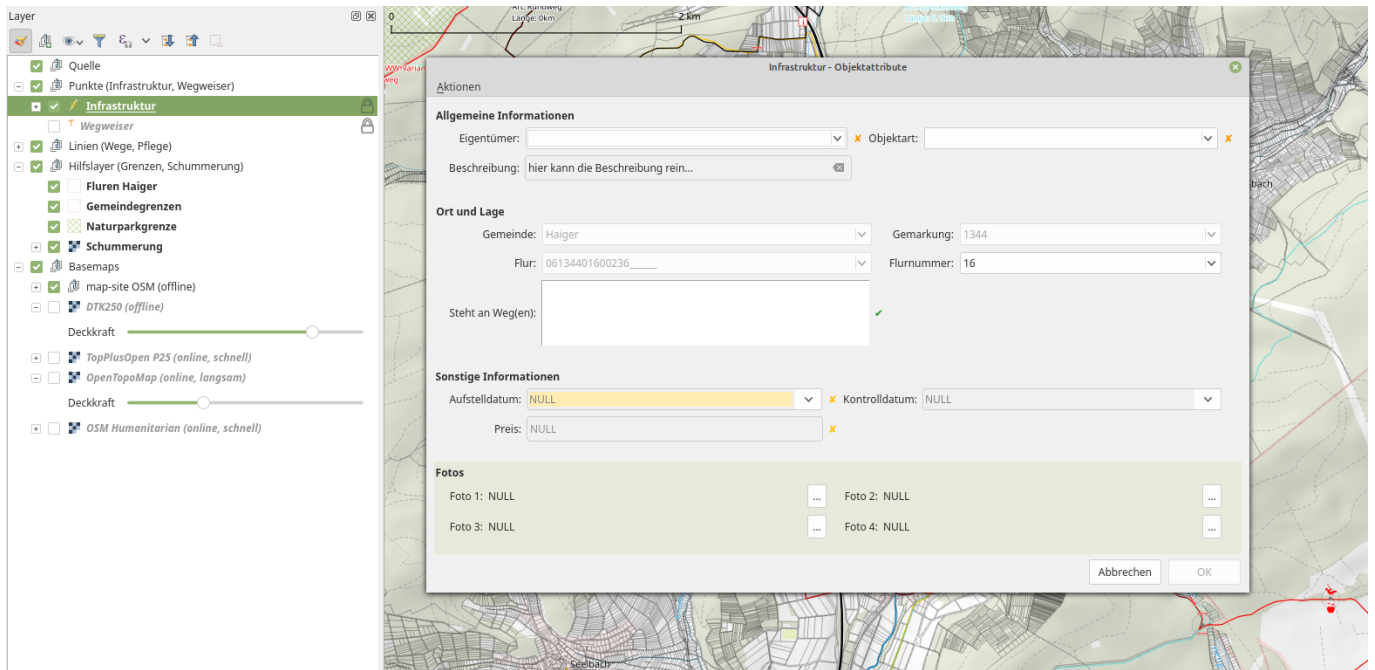 Layer
Quelle
Punkte (Infrastruktur, Wegweiser)
Infrastruktur
Wegweiser
Linien (Wege, Pflege)
Hilfslayer (Grenzen, Schummerung)
Fluren Haiger
Gemeindegrenzen
Naturparkgrenze
Schummerung
Basemaps
map-site OSM (offline)
DTK250 (offline)
Deckkraft
TopPlusOpen P25 (online, schnell)
OpenTopoMap (online, langsam)
Deckkraft
OSM Humanitarian (online, schnell)
0 2 km
Länge: 0km
Infrastruktur - Objektattribute
Aktionen
Allgemeine Informationen
Eigentümer: Objektart:
Beschreibung: hier kann die Beschreibung rein...
Ort und Lage
Gemeinde: Haiger Gemarkung: 1344
Flur: 06134401600236_____ Flurnummer: 16
Steht an Weg(en):
Sonstige Informationen
Aufstelldatum: NULL Kontrolldatum: NULL
Preis: NULL
Fotos
Foto 1: NULL ... Foto 2: NULL ...
Foto 3: NULL ... Foto 4: NULL ...
Abbrechen OK
Seelbach